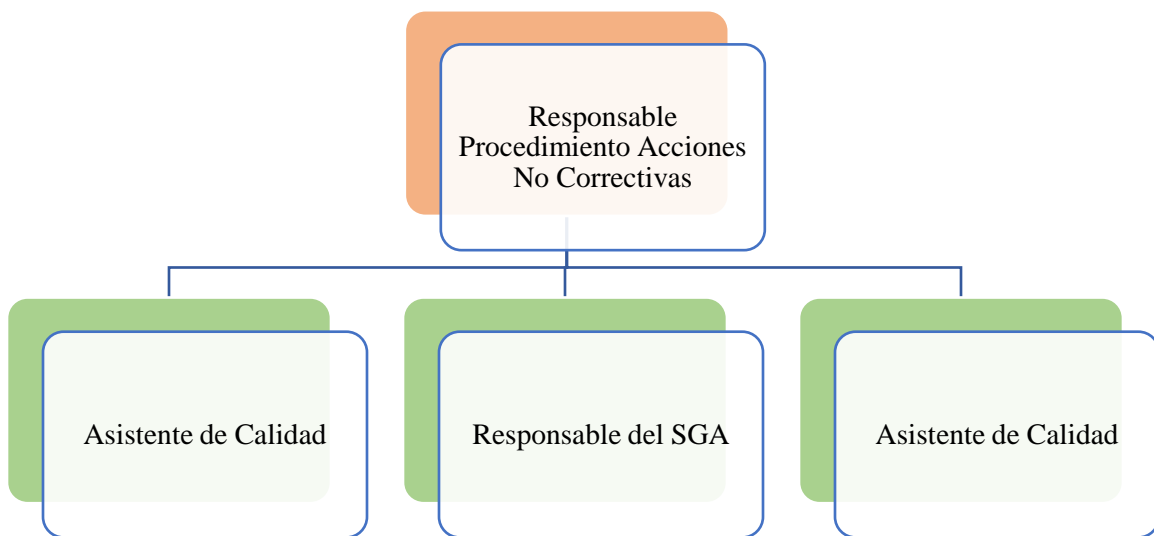 Responsable
Procedimiento Acciones
No Correctivas
Asistente de Calidad
Responsable del SGA
Asistente de Calidad